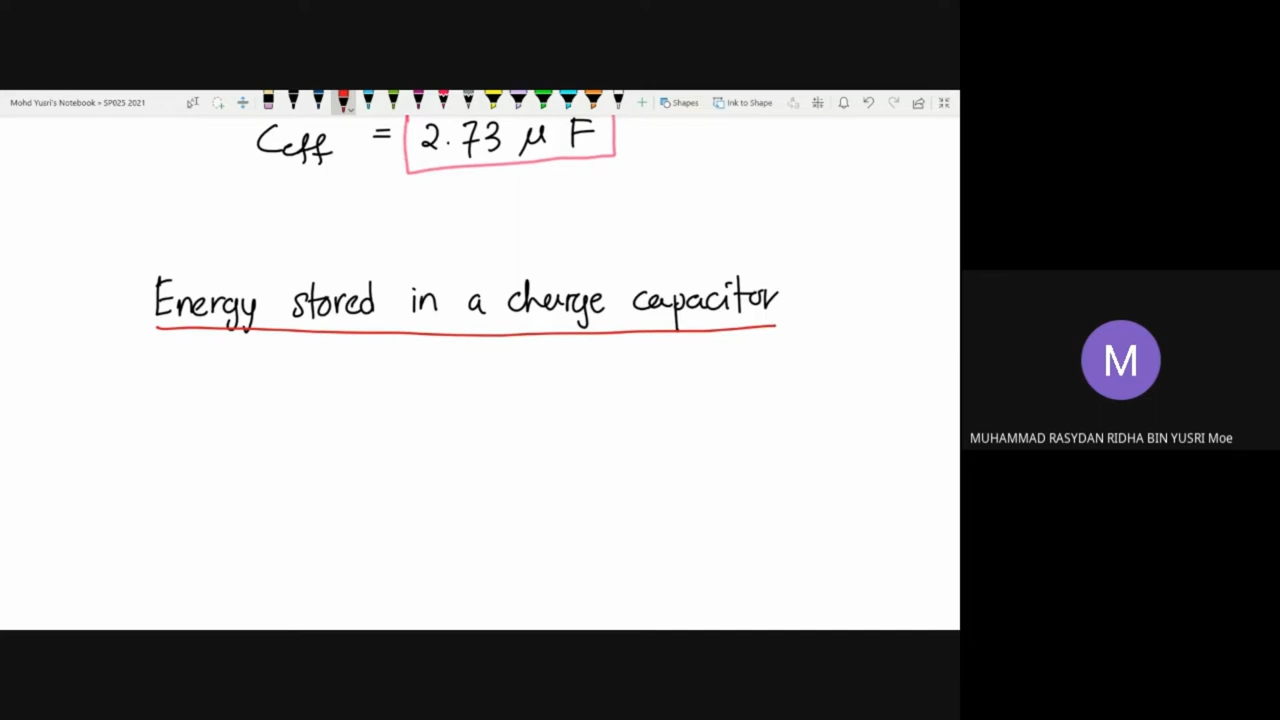 Mohd Yusri's Notebook » SP025 2021
Shapes
Ink to Shape
Ceff = 2.73 μ F
Energy stored in a charge capacitor
M
MUHAMMAD RASYDAN RIDHA BIN YUSRI Moe